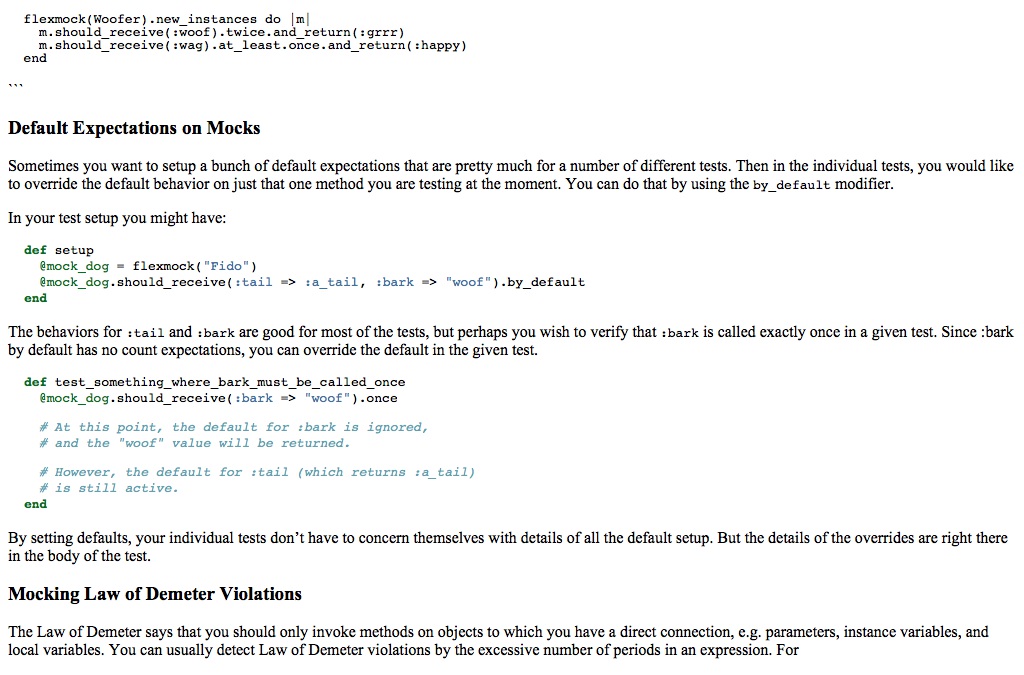 flexmock(Woofer).new_instances do |m|
  m.should_receive(:woof).twice.and_return(:grrr)
  m.should_receive(:wag).at_least.once.and_return(:happy)
end
```
Default Expectations on Mocks
Sometimes you want to setup a bunch of default expectations that are pretty much for a number of different tests. Then in the individual tests, you would like
to override the default behavior on just that one method you are testing at the moment. You can do that by using the by_default modifier.
In your test setup you might have:
def setup
  @mock_dog = flexmock("Fido")
  @mock_dog.should_receive(:tail => :a_tail, :bark => "woof").by_default
end
The behaviors for :tail and :bark are good for most of the tests, but perhaps you wish to verify that :bark is called exactly once in a given test. Since :bark
by default has no count expectations, you can override the default in the given test.
def test_something_where_bark_must_be_called_once
  @mock_dog.should_receive(:bark => "woof").once
  # At this point, the default for :bark is ignored,
  # and the "woof" value will be returned.
  # However, the default for :tail (which returns :a_tail)
  # is still active.
end
By setting defaults, your individual tests don’t have to concern themselves with details of all the default setup. But the details of the overrides are right there
in the body of the test.
Mocking Law of Demeter Violations
The Law of Demeter says that you should only invoke methods on objects to which you have a direct connection, e.g. parameters, instance variables, and
local variables. You can usually detect Law of Demeter violations by the excessive number of periods in an expression. For